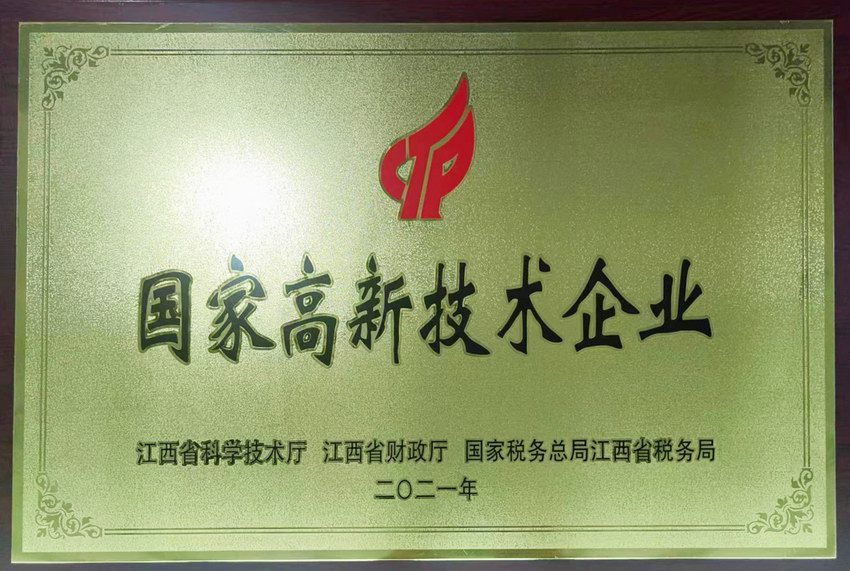 国家高新技术企业
江西省科学技术厅 江西省财政厅 国家税务总局江西省税务局
二〇二一年